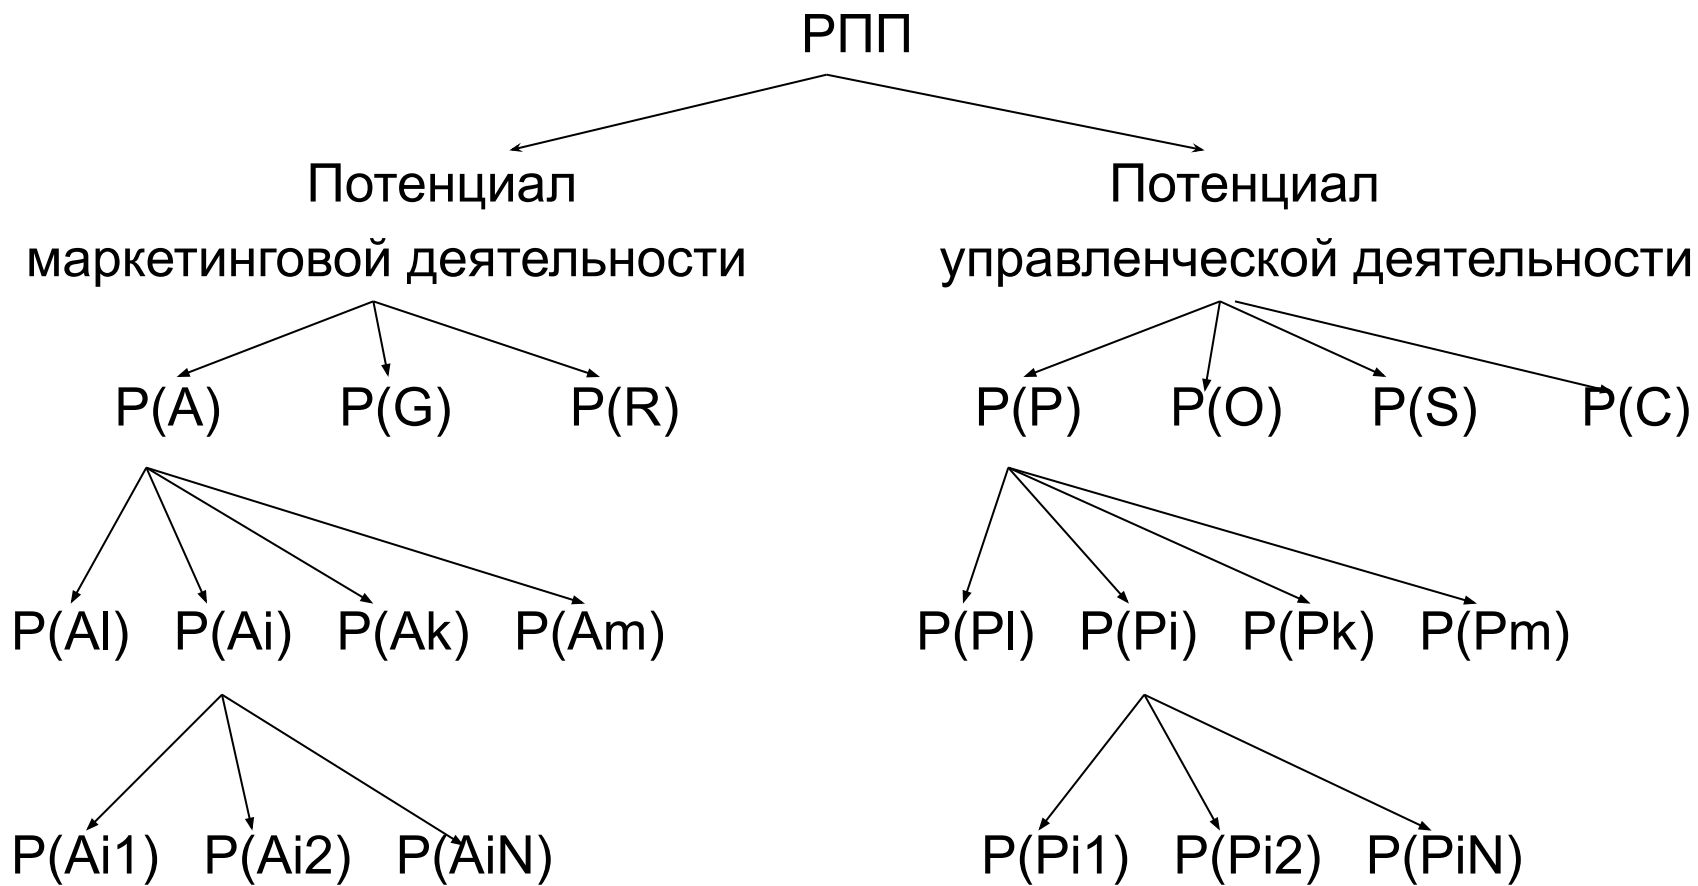 РПП
Потенциал
маркетинговой деятельности
Потенциал
управленческой деятельности
P(A) P(G) P(R) P(P) P(O) P(S) P(C)
P(Al) P(Ai) P(Ak) P(Am) P(Pl) P(Pi) P(Pk) P(Pm)
P(Ai1) P(Ai2) P(AiN) P(Pi1) P(Pi2) P(PiN)